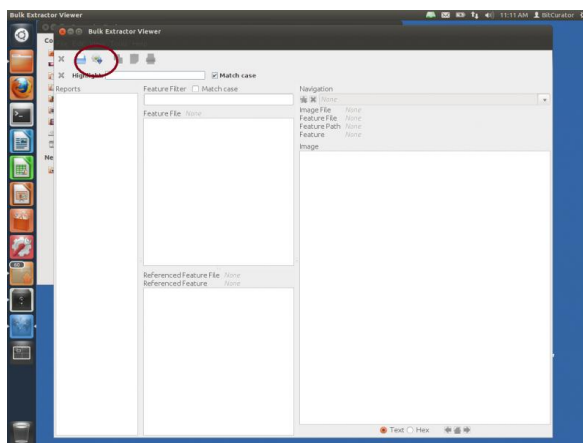 Bulk Extractor Viewer
11:11 AM BitCurator
Bulk Extractor Viewer
Co
Highlight
Match case
Reports
Feature Filter Match case
Navigation
None
Image File None
Feature File None
Feature File None
Feature Path None
Feature None
Image
Ne
Referenced Feature File None
Referenced Feature None
Text Hex